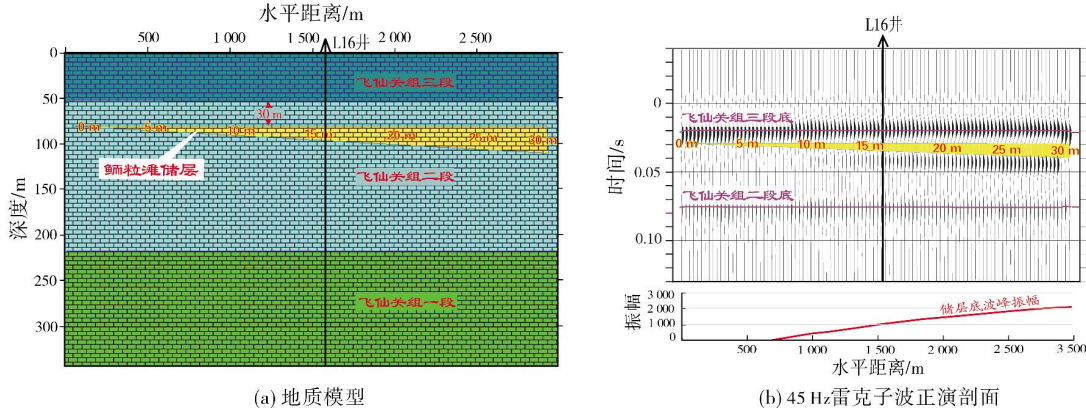 水平距离/m
500
1 000
1 500
2 000
2 500
L16井
0
50
100
150
200
250
300
深度/m
飞仙关组三段
30 m
0 m
5 m
10 m
15 m
20 m
25 m
30 m
鲕粒滩储层
飞仙关组二段
飞仙关组一段
(a) 地质模型
L16井
0
0.05
0.10
时间/s
飞仙关组三段底
0 m
5 m
10 m
15 m
20 m
25 m
30 m
飞仙关组二段底
3 000
2 000
1 000
0
振幅
储层底波峰振幅
500
1 000
1 500
2 000
2 500
3 000
3 500
水平距离/m
(b) 45 Hz雷克子波正演剖面